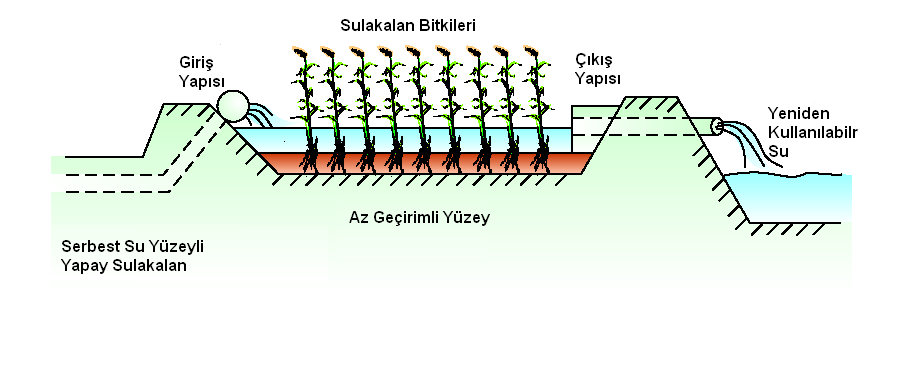 Sulakalan Bitkileri
Giriş
Yapısı
Çıkış
Yapısı
Yeniden
Kullanılabilr
Su
Az Geçirimli Yüzey
Serbest Su Yüzeyli
Yapay Sulakalan